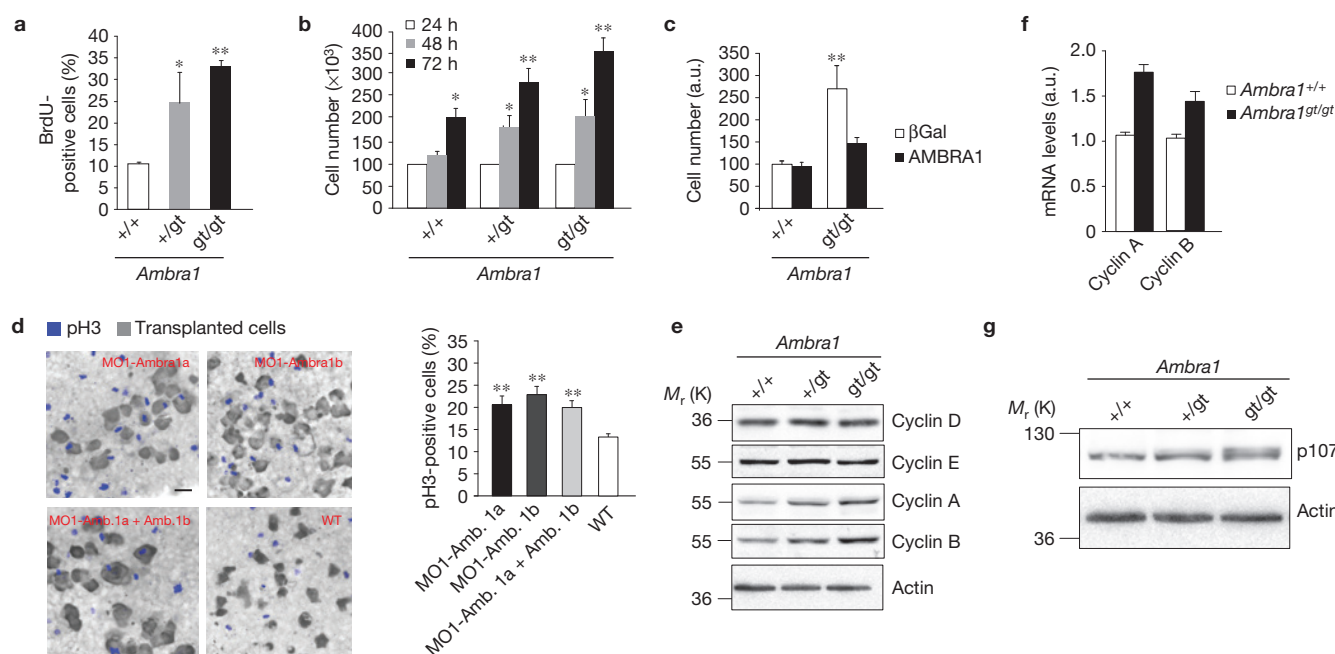 a
BrdU-
positive cells (%)
40
35
30
25
20
15
10
5
0
*
**
+/+
+/gt
gt/gt
Ambra1
b
24 h
48 h
72 h
Cell number (×10³)
400
350
300
250
200
150
100
50
0
*
*
**
*
**
+/+
+/gt
gt/gt
Ambra1
c
Cell number (a.u.)
350
300
250
200
150
100
50
0
**
βGal
AMBRA1
+/+
gt/gt
Ambra1
f
mRNA levels (a.u.)
2.0
1.5
1.0
0.5
0
Ambra1+/+
Ambra1gt/gt
Cyclin A
Cyclin B
d
pH3
Transplanted cells
MO1-Ambra1a
MO1-Ambra1b
MO1-Amb.1a + Amb.1b
WT
pH3-positive cells (%)
35
30
25
20
15
10
5
0
**
**
**
MO1-Amb. 1a
MO1-Amb. 1b
MO1-Amb. 1a + Amb. 1b
WT
e
Ambra1
Mr (K)
+/+
+/gt
gt/gt
36
Cyclin D
55
Cyclin E
55
Cyclin A
55
Cyclin B
36
Actin
g
Ambra1
Mr (K)
+/+
+/gt
gt/gt
130
p107
Actin
36